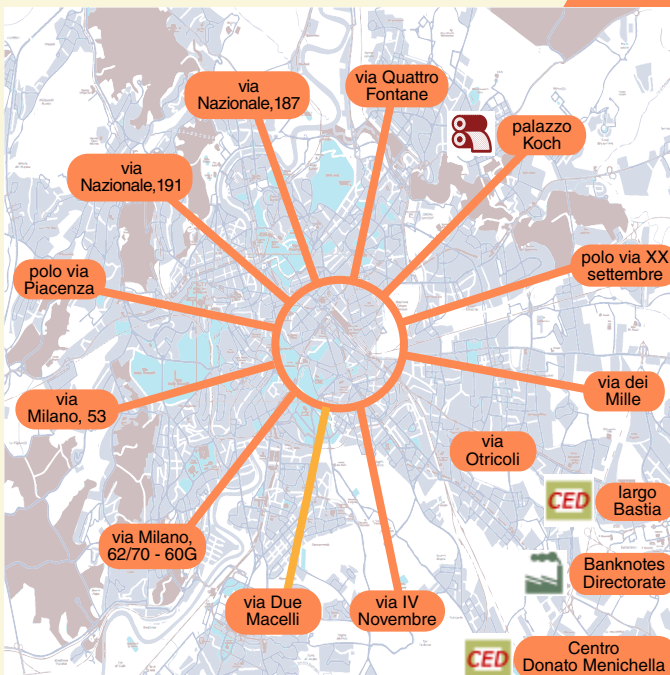 via
Nazionale,187
via Quattro
Fontane
palazzo
Koch
via
Nazionale,191
polo via
Piacenza
polo via XX
settembre
via
Milano, 53
via dei
Mille
via
Otricoli
CED
largo
Bastia
via Milano,
62/70 - 60G
Banknotes
Directorate
via Due
Macelli
via IV
Novembre
CED
Centro
Donato Menichella